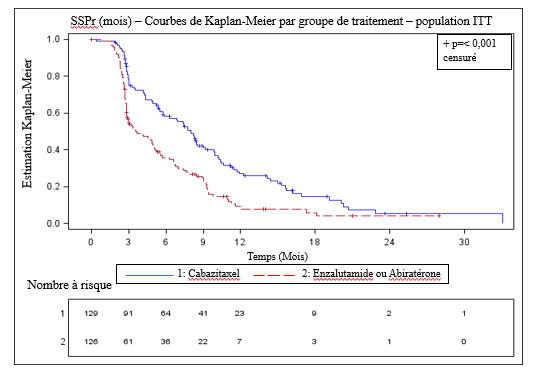 SSPr (mois) – Courbes de Kaplan-Meier par groupe de traitement – population ITT
+ p=< 0,001
censuré
Estimation Kaplan-Meier
1.0
0.8
0.6
0.4
0.2
0.0
0 3 6 9 12 18 24 30
Temps (Mois)
1: Cabazitaxel 2: Enzalutamide ou Abiratérone
Nombre à risque
1 129 91 64 41 23 9 2 1
2 126 61 36 22 7 3 1 0